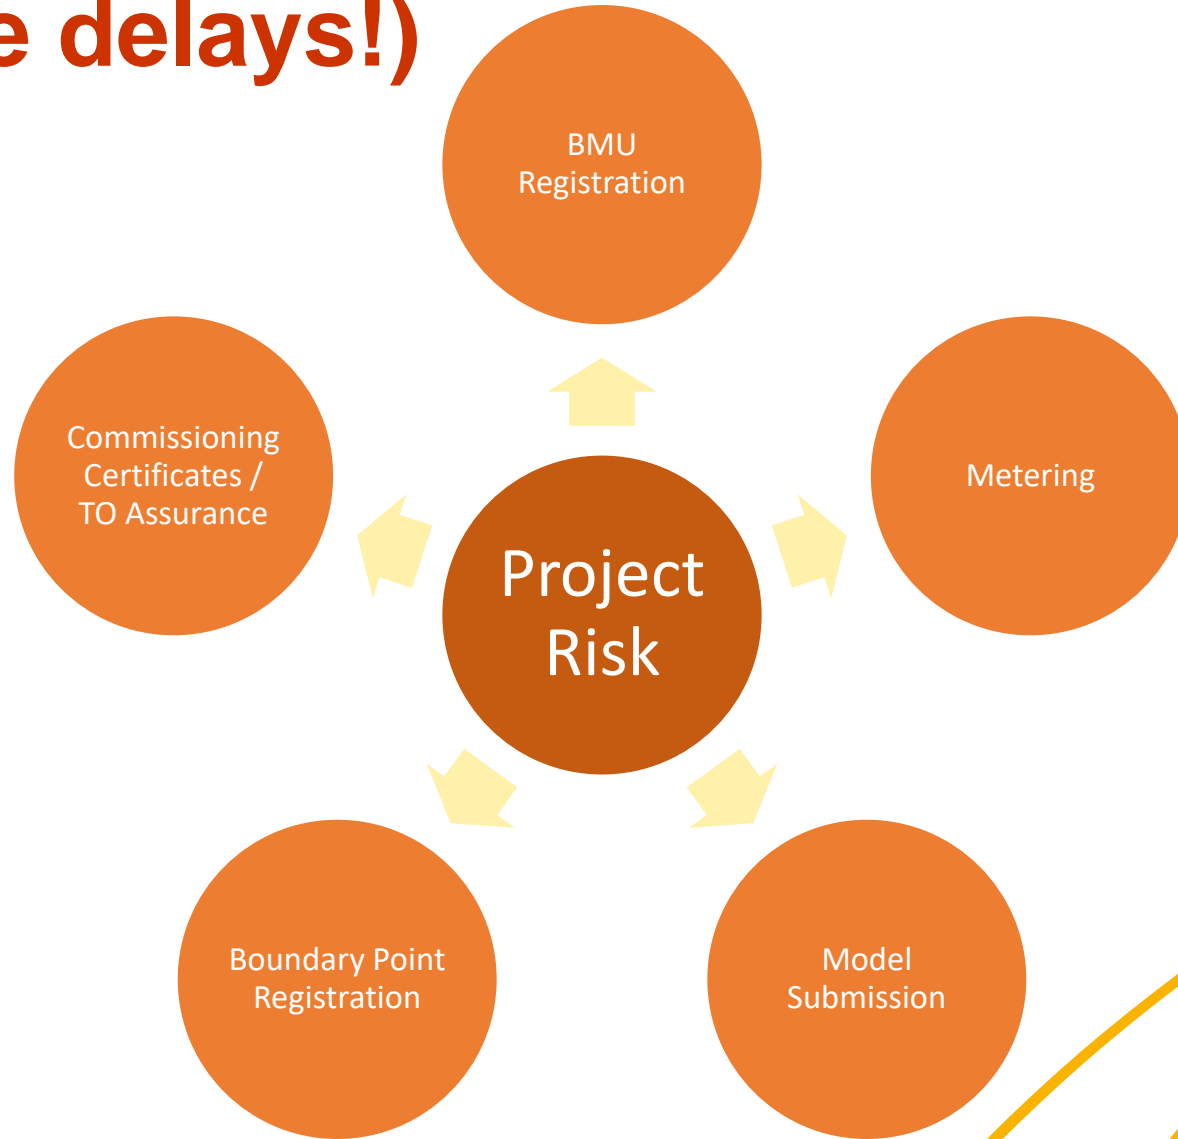 e delays!)
BMU
Registration
Commissioning
Certificates /
TO Assurance
Metering
Project
Risk
Boundary Point
Registration
Model
Submission